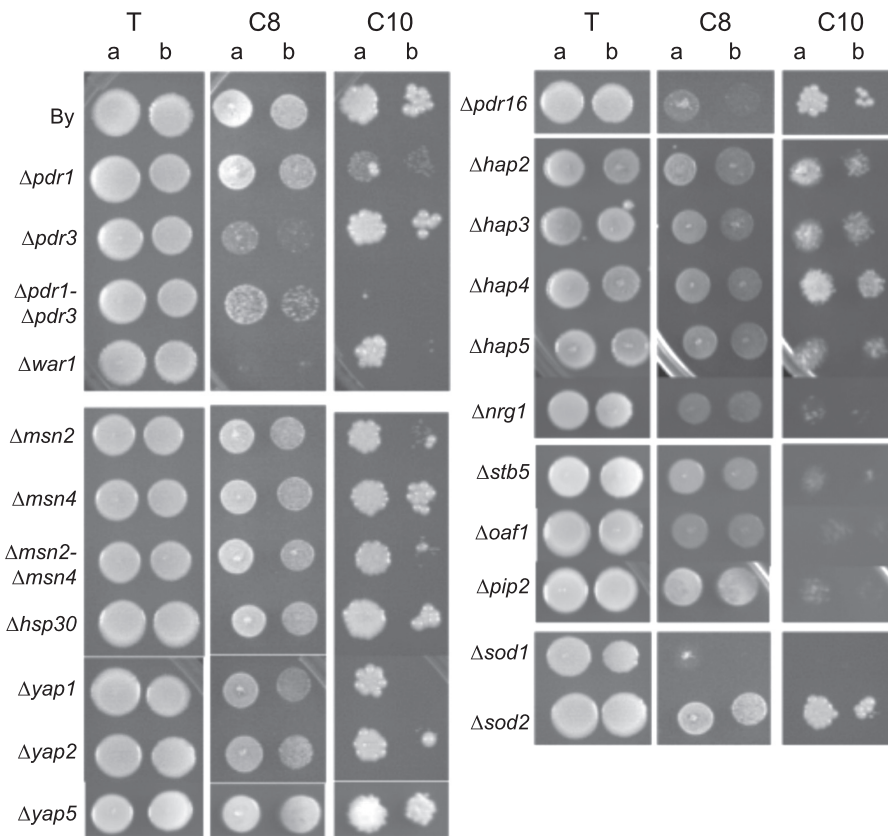 T C8 C10
a b a b a b
By
Δpdr1
Δpdr3
Δpdr1-
Δpdr3
Δwar1
Δmsn2
Δmsn4
Δmsn2-
Δmsn4
Δhsp30
Δyap1
Δyap2
Δyap5
T C8 C10
a b a b a b
Δpdr16
Δhap2
Δhap3
Δhap4
Δhap5
Δnrg1
Δstb5
Δoaf1
Δpip2
Δsod1
Δsod2